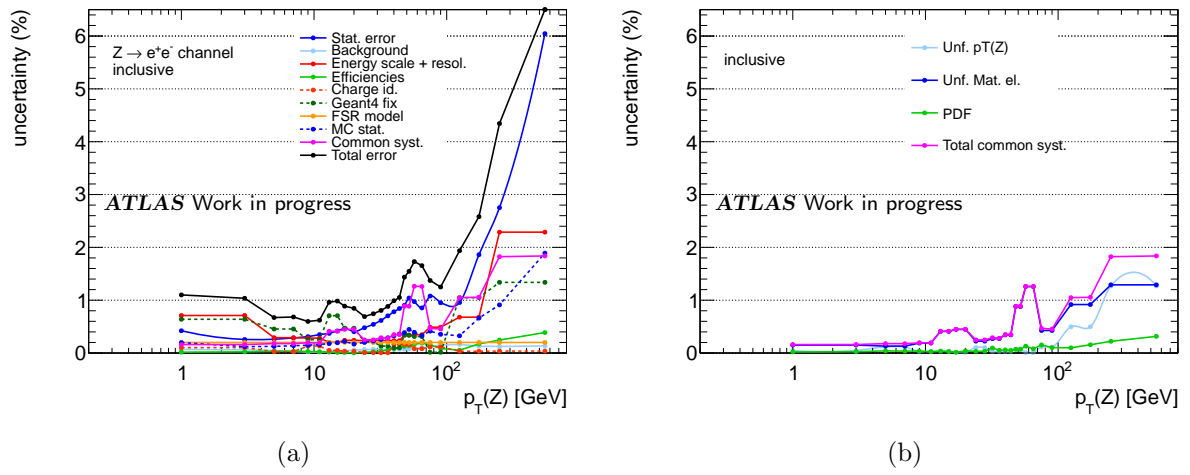 uncertainty (%)
6
5
4
3
2
1
0
Z → e+e- channel
inclusive
Stat. error
Background
Energy scale + resol.
Efficiencies
Charge id.
Geant4 fix
FSR model
MC stat.
Common syst.
Total error
ATLAS Work in progress
1
10
10²
p_T(Z) [GeV]
(a)
uncertainty (%)
6
5
4
3
2
1
0
inclusive
Unf. pT(Z)
Unf. Mat. el.
PDF
Total common syst.
ATLAS Work in progress
1
10
10²
p_T(Z) [GeV]
(b)